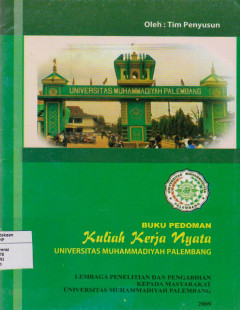 Oleh : Tim Penyusun
UNIVERSITAS MUHAMMADIYAH PALEMBANG
BUKU PEDOMAN
Kuliah Kerja Nyata
UNIVERSITAS MUHAMMADIYAH PALEMBANG
LEMBAGA PENELITIAN DAN PENGABDIAN
KEPADA MASYARAKAT
UNIVERSITAS MUHAMMADIYAH PALEMBANG
2009